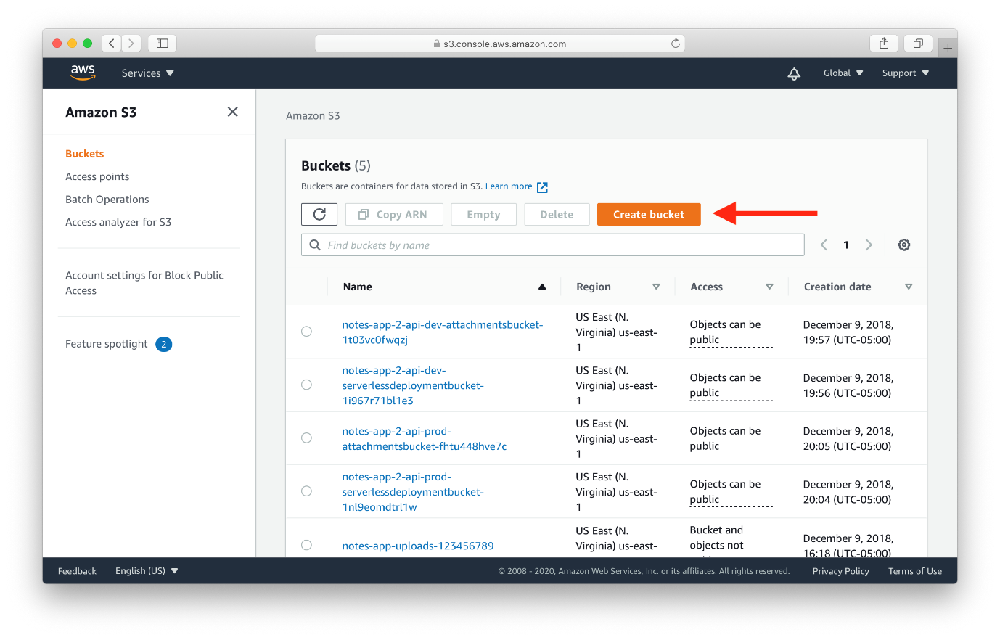 s3.console.aws.amazon.com
aws
Services
Global
Support
Amazon S3
Buckets
Access points
Batch Operations
Access analyzer for S3
Account settings for Block Public
Access
Feature spotlight 2
Amazon S3
Buckets (5)
Buckets are containers for data stored in S3. Learn more
Copy ARN
Empty
Delete
Create bucket
Find buckets by name
1
Name
Region
Access
Creation date
notes-app-2-api-dev-attachmentsbucket-
1t03vc0fwqzj
US East (N.
Virginia) us-east-
1
Objects can be
public
December 9, 2018,
19:57 (UTC-05:00)
notes-app-2-api-dev-
serverlessdeploymentbucket-
1i967r71bl1e3
US East (N.
Virginia) us-east-
1
Objects can be
public
December 9, 2018,
19:56 (UTC-05:00)
notes-app-2-api-prod-
attachmentsbucket-fhtu448hve7c
US East (N.
Virginia) us-east-
1
Objects can be
public
December 9, 2018,
20:05 (UTC-05:00)
notes-app-2-api-prod-
serverlessdeploymentbucket-
1nl9eomdtrl1w
US East (N.
Virginia) us-east-
1
Objects can be
public
December 9, 2018,
20:04 (UTC-05:00)
notes-app-uploads-123456789
US East (N.
Virginia) us-east-
Bucket and
objects not
December 9, 2018,
16:18 (UTC-05:00)
Feedback
English (US)
© 2008 - 2020, Amazon Web Services, Inc. or its affiliates. All rights reserved.
Privacy Policy
Terms of Use